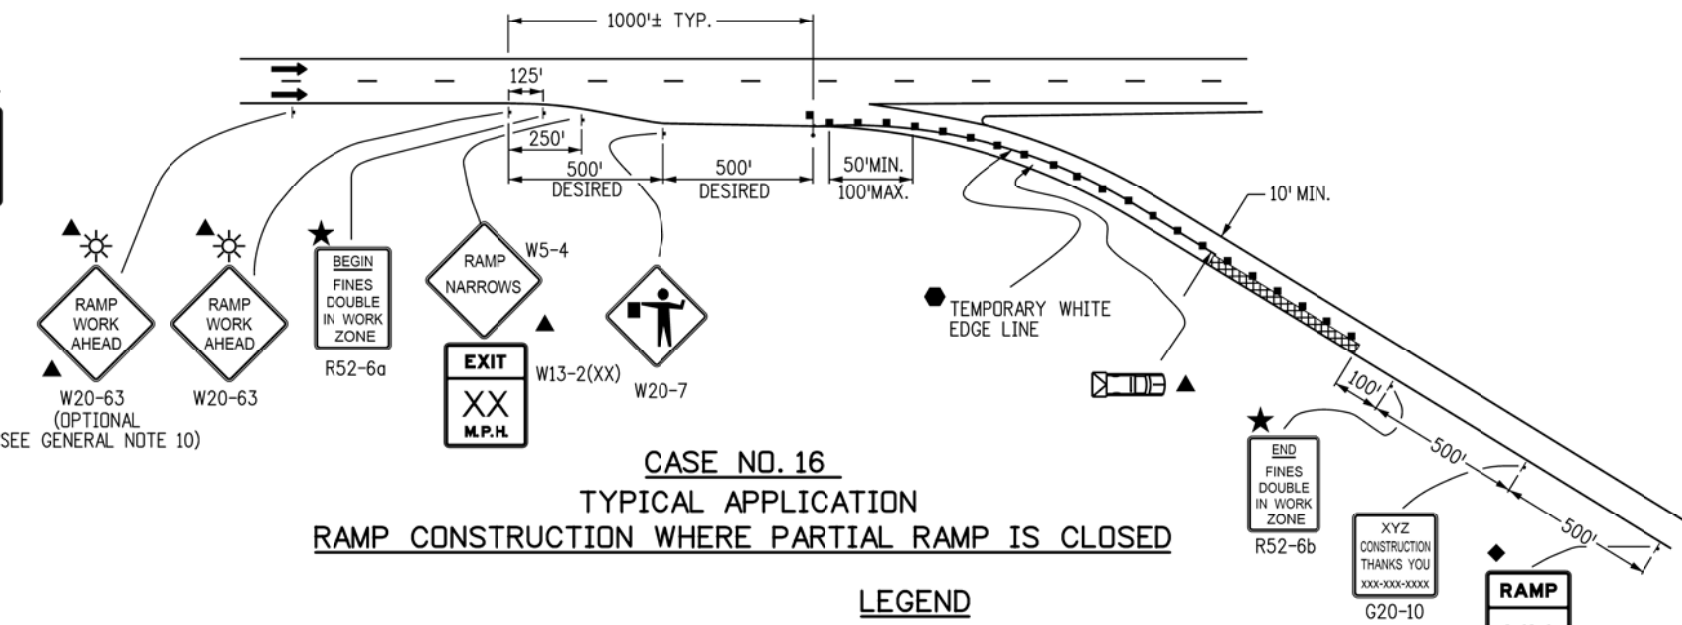 1000'± TYP.
125'
250'
500'
DESIRED
500'
DESIRED
50'MIN.
100'MAX.
10' MIN.
RAMP
WORK
AHEAD
W20-63
(OPTIONAL
SEE GENERAL NOTE 10)
RAMP
WORK
AHEAD
W20-63
BEGIN
FINES
DOUBLE
IN WORK
ZONE
R52-6a
RAMP
NARROWS
W5-4
EXIT
XX
M.P.H.
W13-2(XX)
W20-7
TEMPORARY WHITE
EDGE LINE
100'
500'
500'
END
FINES
DOUBLE
IN WORK
ZONE
R52-6b
XYZ
CONSTRUCTION
THANKS YOU
xxx-xxx-xxxx
G20-10
RAMP
CASE NO. 16
TYPICAL APPLICATION
RAMP CONSTRUCTION WHERE PARTIAL RAMP IS CLOSED
LEGEND